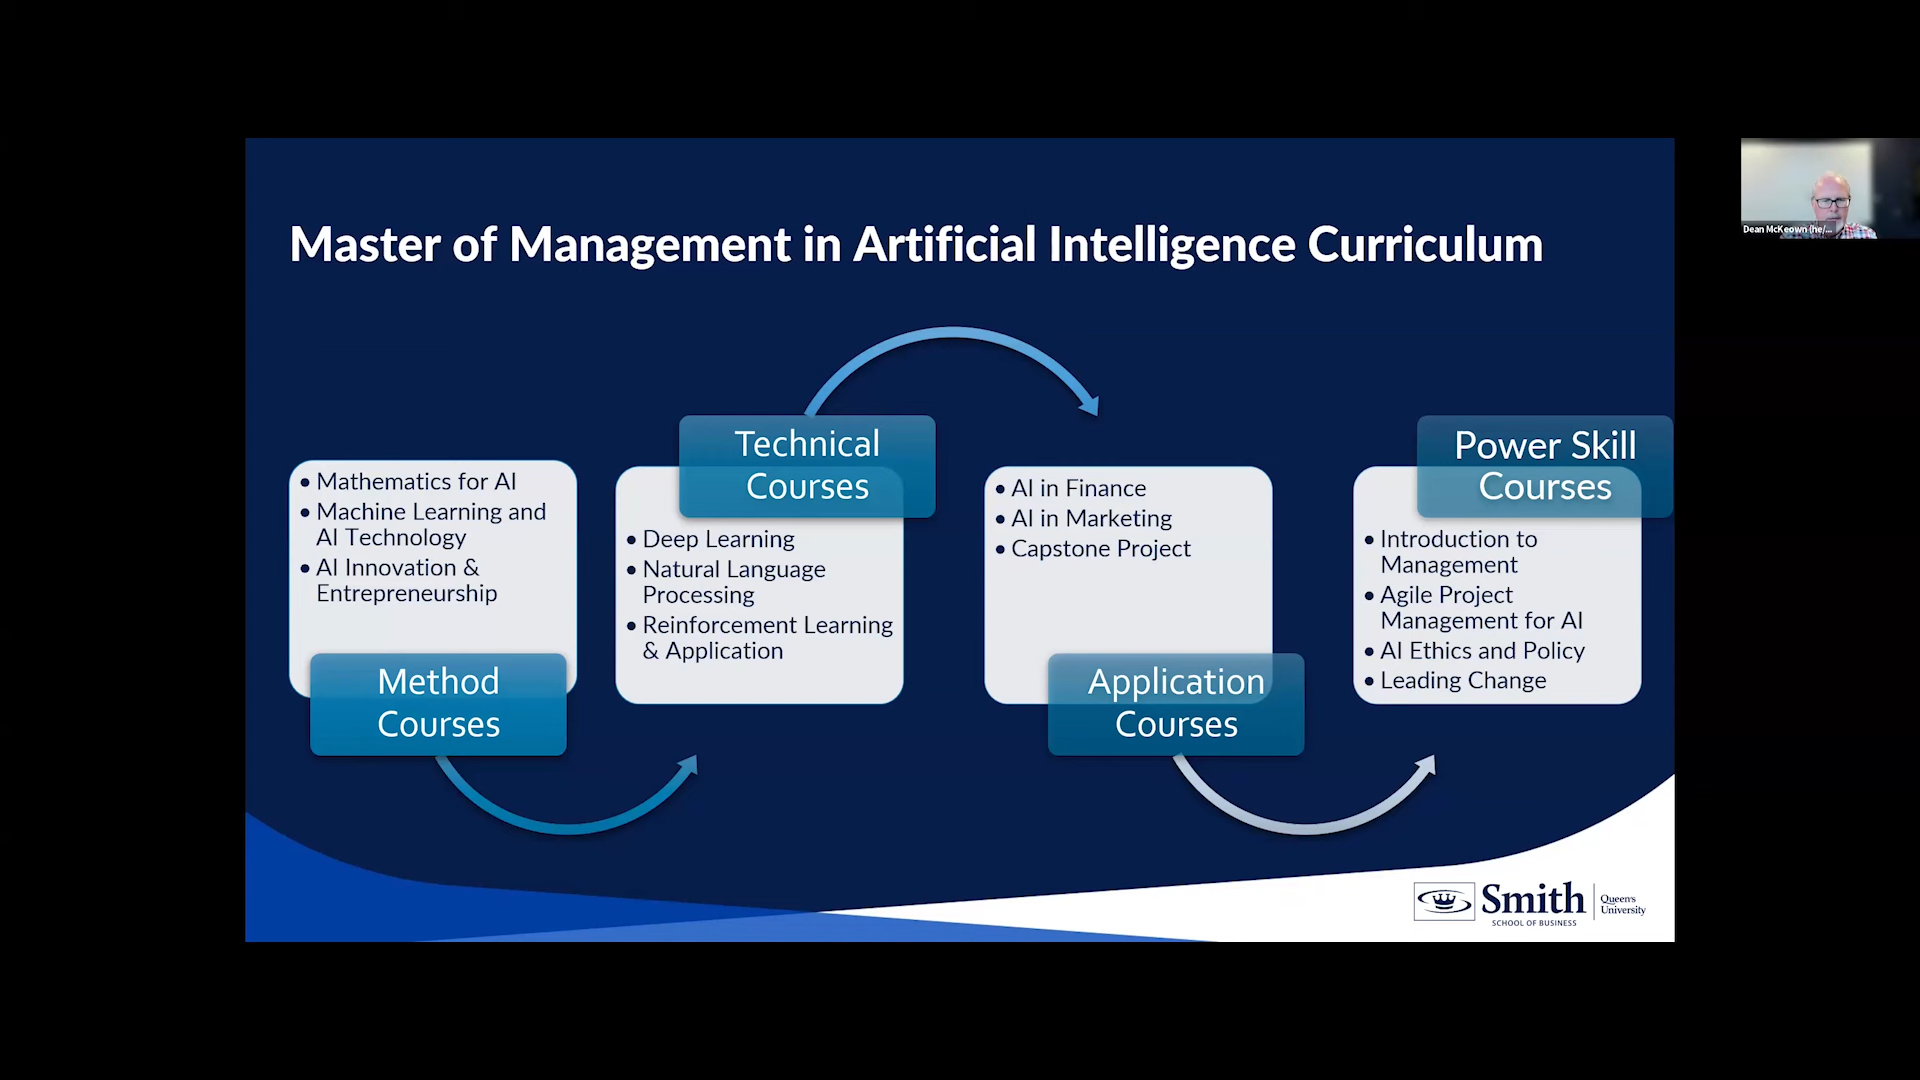 Master of Management in Artificial Intelligence Curriculum
• Mathematics for AI
• Machine Learning and
AI Technology
• AI Innovation &
Entrepreneurship
Method
Courses
Technical
Courses
• Deep Learning
• Natural Language
Processing
• Reinforcement Learning
& Application
• AI in Finance
• AI in Marketing
• Capstone Project
Application
Courses
Power Skill
Courses
• Introduction to
Management
• Agile Project
Management for AI
• AI Ethics and Policy
• Leading Change
Smith
SCHOOL OF BUSINESS
Queen's
University
Dean McKeown (he/...